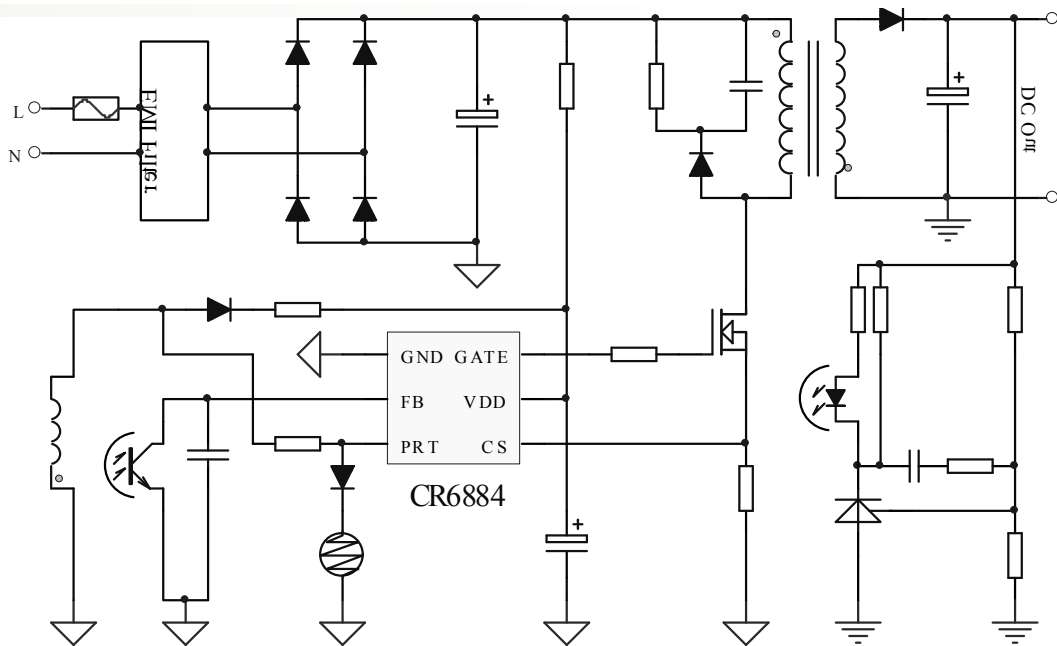 L
N
EMI Filter
DC Out
+
+
GND GATE
FB VDD
PRT CS
CR6884
+